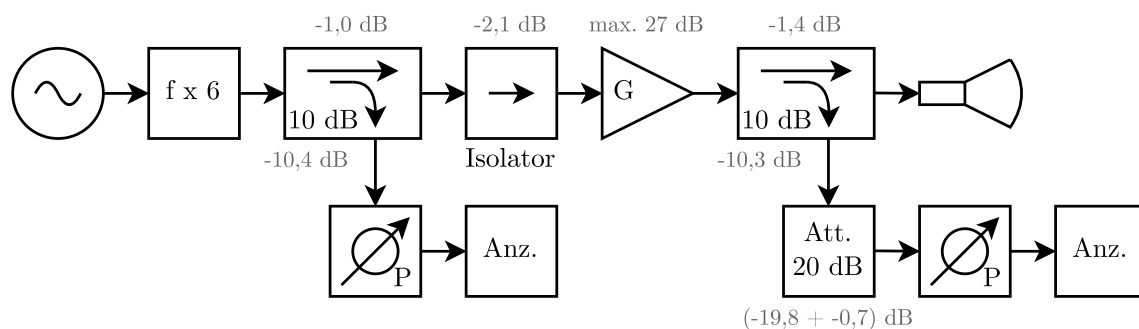 -1,0 dB
-2,1 dB
max. 27 dB
-1,4 dB
f x 6
10 dB
G
10 dB
-10,4 dB
Isolator
-10,3 dB
P
Anz.
Att.
20 dB
P
Anz.
(-19,8 + -0,7) dB